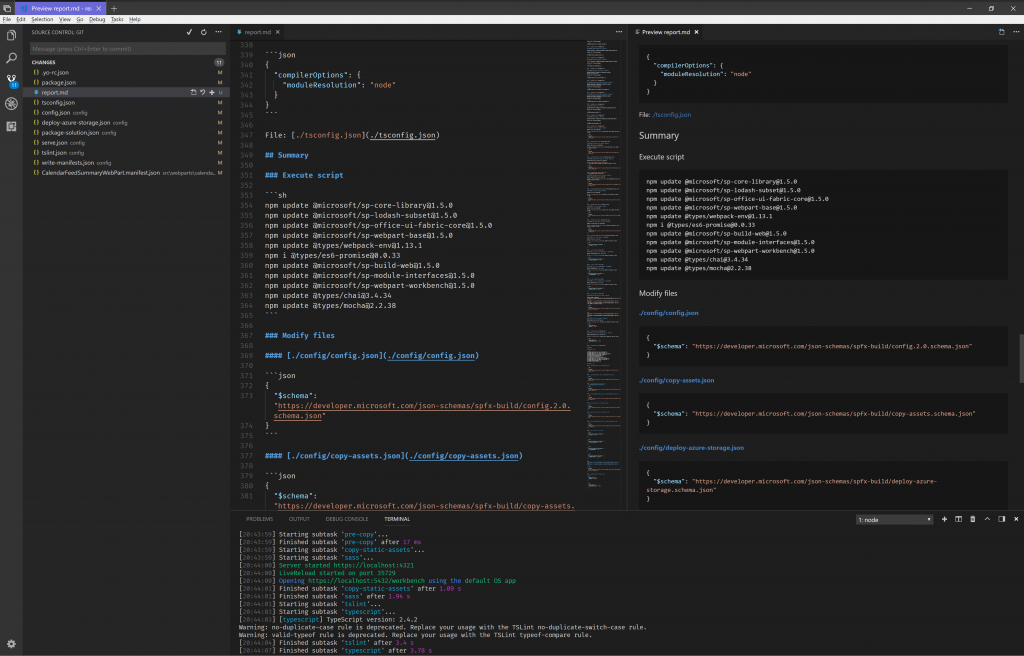 Preview report.md - re
File Edit Selection View Go Debug Tasks Help
SOURCE CONTROL: GIT
Message (press Ctrl+Enter to commit)
CHANGES 11
{} .yo-rc.json M
{} package.json M
report.md U
{} tsconfig.json M
{} config.json config M
{} deploy-azure-storage.json config M
{} package-solution.json config M
{} serve.json config M
{} tslint.json config M
{} write-manifests.json config M
{} CalendarFeedSummaryWebPart.manifest.json src\webparts\calenda... M
report.md
338
339 ```json
340 {
341 "compilerOptions": {
342 "moduleResolution": "node"
343 }
344 }
345 ```
346
347 File: [./tsconfig.json](./tsconfig.json)
348
349 ## Summary
350
351 ### Execute script
352
353 ```sh
354 npm update @microsoft/sp-core-library@1.5.0
355 npm update @microsoft/sp-lodash-subset@1.5.0
356 npm update @microsoft/sp-office-ui-fabric-core@1.5.0
357 npm update @microsoft/sp-webpart-base@1.5.0
358 npm update @types/webpack-env@1.13.1
359 npm i @types/es6-promise@0.0.33
360 npm update @microsoft/sp-build-web@1.5.0
361 npm update @microsoft/sp-module-interfaces@1.5.0
362 npm update @microsoft/sp-webpart-workbench@1.5.0
363 npm update @types/chai@3.4.34
364 npm update @types/mocha@2.2.38
365 ```
366
367 ### Modify files
368
369 #### [./config/config.json](./config/config.json)
370
371 ```json
372 {
373 "$schema":
"https://developer.microsoft.com/json-schemas/spfx-build/config.2.0.
schema.json"
374 }
375 ```
376
377 #### [./config/copy-assets.json](./config/copy-assets.json)
378
379 ```json
380 {
381 "$schema":
"https://developer.microsoft.com/json-schemas/spfx-build/copy-assets.
Preview report.md
{
"compilerOptions": {
"moduleResolution": "node"
}
}
File: ./tsconfig.json
Summary
Execute script
npm update @microsoft/sp-core-library@1.5.0
npm update @microsoft/sp-lodash-subset@1.5.0
npm update @microsoft/sp-office-ui-fabric-core@1.5.0
npm update @microsoft/sp-webpart-base@1.5.0
npm update @types/webpack-env@1.13.1
npm i @types/es6-promise@0.0.33
npm update @microsoft/sp-build-web@1.5.0
npm update @microsoft/sp-module-interfaces@1.5.0
npm update @microsoft/sp-webpart-workbench@1.5.0
npm update @types/chai@3.4.34
npm update @types/mocha@2.2.38
Modify files
./config/config.json
{
"$schema": "https://developer.microsoft.com/json-schemas/spfx-build/config.2.0.schema.json"
}
./config/copy-assets.json
{
"$schema": "https://developer.microsoft.com/json-schemas/spfx-build/copy-assets.schema.json"
}
./config/deploy-azure-storage.json
{
"$schema": "https://developer.microsoft.com/json-schemas/spfx-build/deploy-azure-
storage.schema.json"
}
PROBLEMS OUTPUT DEBUG CONSOLE TERMINAL 1: node
[20:43:59] Starting subtask 'pre-copy'...
[20:43:59] Finished subtask 'pre-copy' after 17 ms
[20:43:59] Starting subtask 'copy-static-assets'...
[20:43:59] Starting subtask 'sass'...
[20:44:00] Server started https://localhost:4321
[20:44:00] LiveReload started on port 35729
[20:44:00] Opening https://localhost:5432/workbench using the default OS app
[20:44:01] Finished subtask 'copy-static-assets' after 1.89 s
[20:44:01] Finished subtask 'sass' after 1.94 s
[20:44:01] Starting subtask 'tslint'...
[20:44:01] Starting subtask 'typescript'...
[20:44:01] [typescript] TypeScript version: 2.4.2
Warning: no-duplicate-case rule is deprecated. Replace your usage with the TSLint no-duplicate-switch-case rule.
Warning: valid-typeof rule is deprecated. Replace your usage with the TSLint typeof-compare rule.
[20:44:04] Finished subtask 'tslint' after 3.4 s
[20:44:07] Finished subtask 'typescript' after 3.78 s